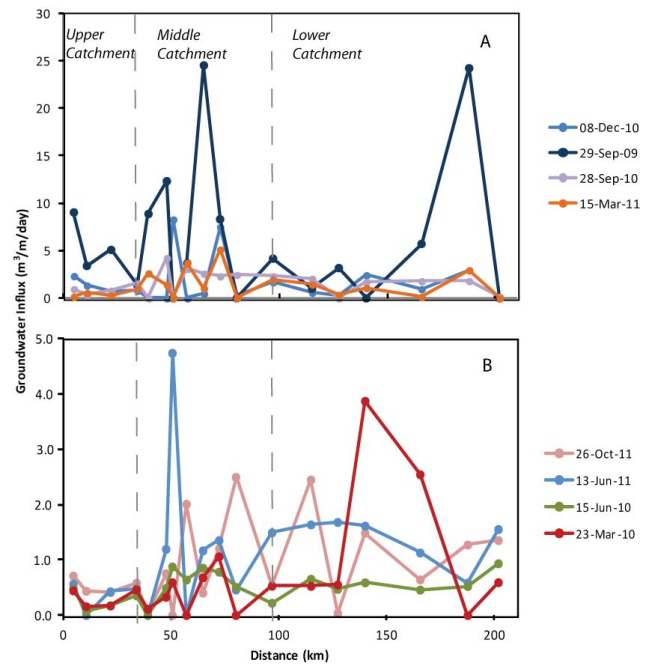 Upper
Catchment
Middle
Catchment
Lower
Catchment
A
30
25
20
15
10
5
0
08-Dec-10
29-Sep-09
28-Sep-10
15-Mar-11
Groundwater Influx (m³/m/day)
B
5.0
4.0
3.0
2.0
1.0
0.0
26-Oct-11
13-Jun-11
15-Jun-10
23-Mar-10
0
50
100
150
200
Distance (km)